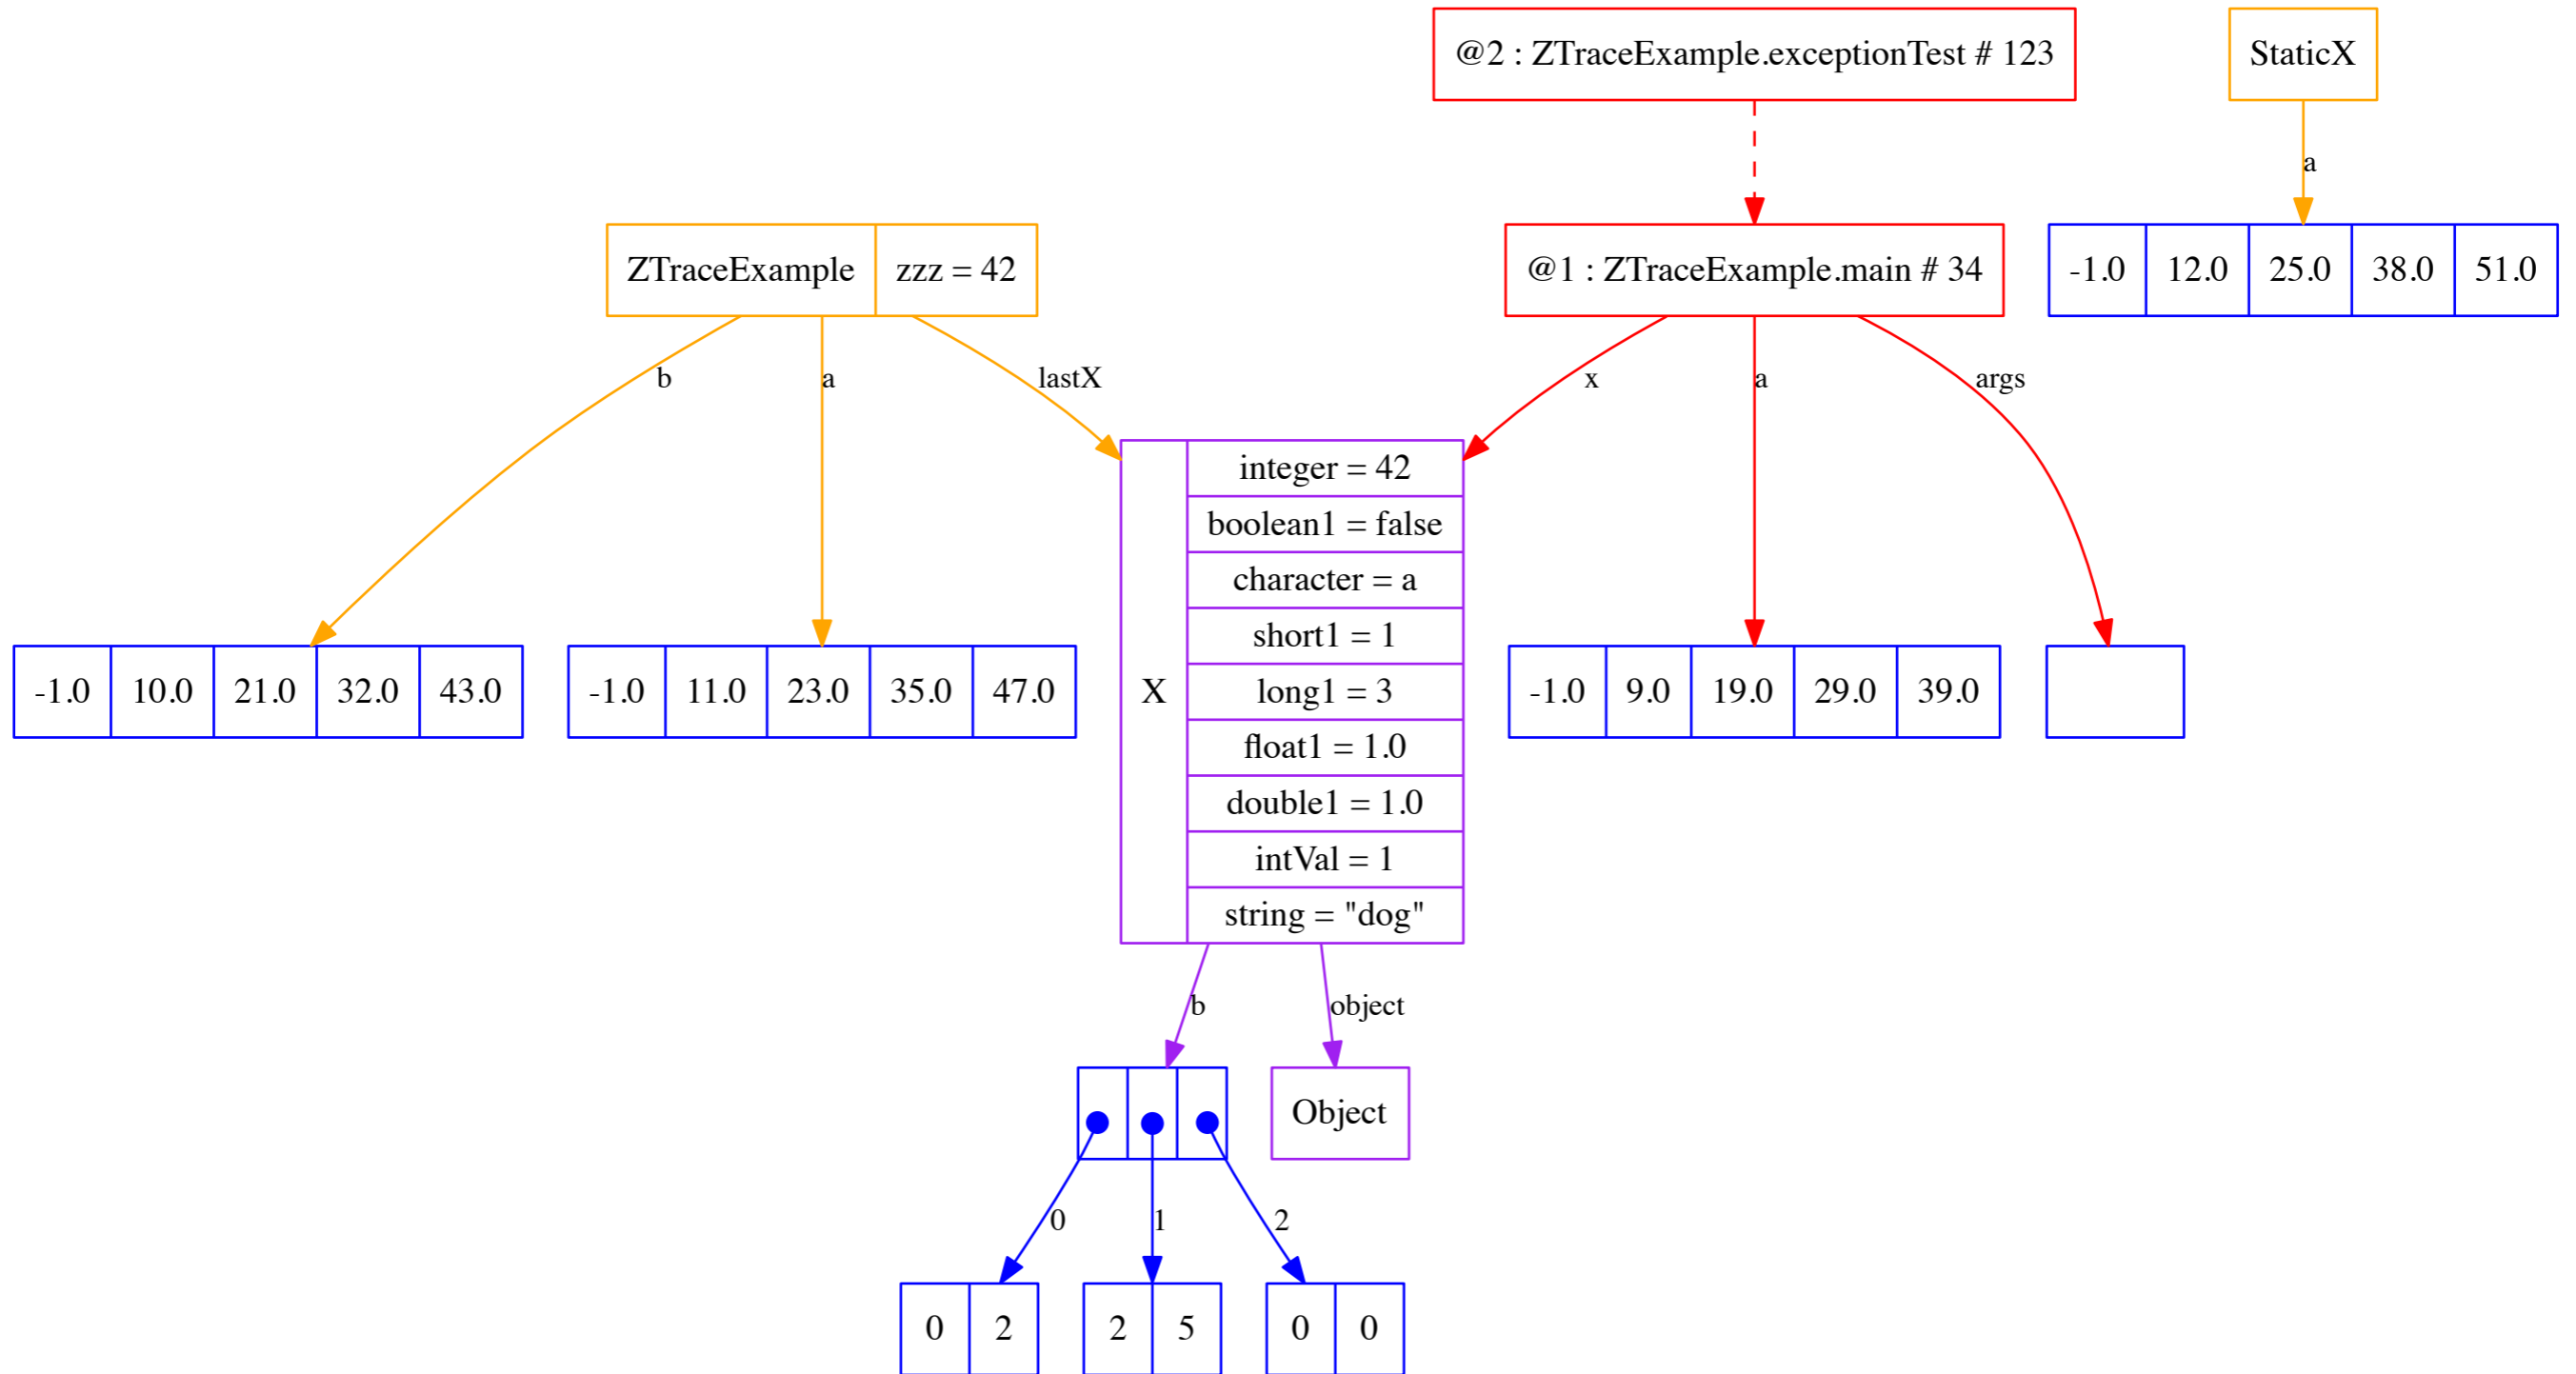 @2 : ZTraceExample.exceptionTest # 123
StaticX
a
ZTraceExample zzz = 42
@1 : ZTraceExample.main # 34
-1.0 12.0 25.0 38.0 51.0
b a lastX x a args
integer = 42
boolean1 = false
character = a
short1 = 1
-1.0 10.0 21.0 32.0 43.0
-1.0 11.0 23.0 35.0 47.0
X
long1 = 3
-1.0 9.0 19.0 29.0 39.0
float1 = 1.0
double1 = 1.0
intVal = 1
string = "dog"
b object
Object
0 1 2
0 2
2 5
0 0